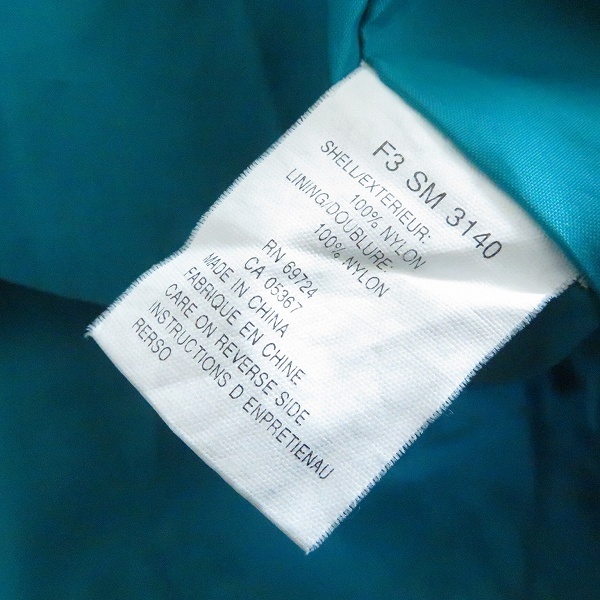 F3 SM 3140
SHELL/EXTERIEUR:
100% NYLON
LINING/DOUBLURE:
100% NYLON
RN 69724
CA 05367
MADE IN CHINA
FABRIQUE EN CHINE
CARE ON REVERSE SIDE
INSTRUCTIONS D ENPRETIENAU
RERSO